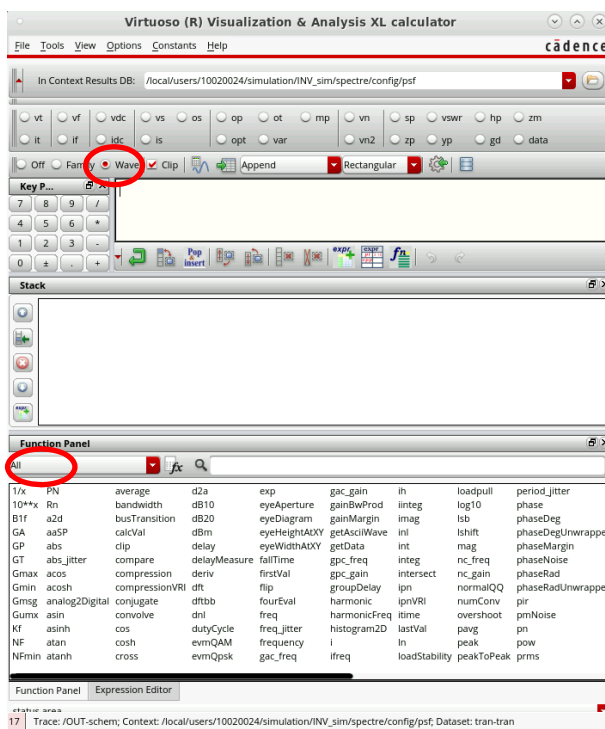 Virtuoso (R) Visualization & Analysis XL calculator
File Tools View Options Constants Help cādence
In Context Results DB: /local/users/10020024/simulation/INV_sim/spectre/config/psf
vt vf vdc vs os op ot mp vn sp vswr hp zm
it if idc is opt var vn2 zp yp gd data
Off Family Wave Clip Append Rectangular
Key P...
7 8 9 /
4 5 6 *
1 2 3 -
0 ± . +
Pop insert expr expr fn
Stack
expr
Function Panel
All fx
1/x PN average d2a exp gac_gain ih loadpull period_jitter
10**x Rn bandwidth dB10 eyeAperture gainBwProd iinteg log10 phase
B1f a2d busTransition dB20 eyeDiagram gainMargin imag lsb phaseDeg
GA aaSP calcVal dBm eyeHeightAtXY getAsciiWave inl lshift phaseDegUnwrappe
GP abs clip delay eyeWidthAtXY getData int mag phaseMargin
GT abs_jitter compare delayMeasure fallTime gpc_freq integ nc_freq phaseNoise
Gmax acos compression deriv firstVal gpc_gain intersect nc_gain phaseRad
Gmin acosh compressionVRI dft flip groupDelay ipn normalQQ phaseRadUnwrappe
Gmsg analog2Digital conjugate dftbb fourEval harmonic ipnVRI numConv pir
Gumx asin convolve dnl freq harmonicFreq itime overshoot pmNoise
Kf asinh cos dutyCycle freq_jitter histogram2D lastVal pavg pn
NF atan cosh evmQAM frequency i ln peak pow
NFmin atanh cross evmQpsk gac_freq ifreq loadStability peakToPeak prms
Function Panel Expression Editor
status area
17 Trace: /OUT-schem; Context: /local/users/10020024/simulation/INV_sim/spectre/config/psf; Dataset: tran-tran